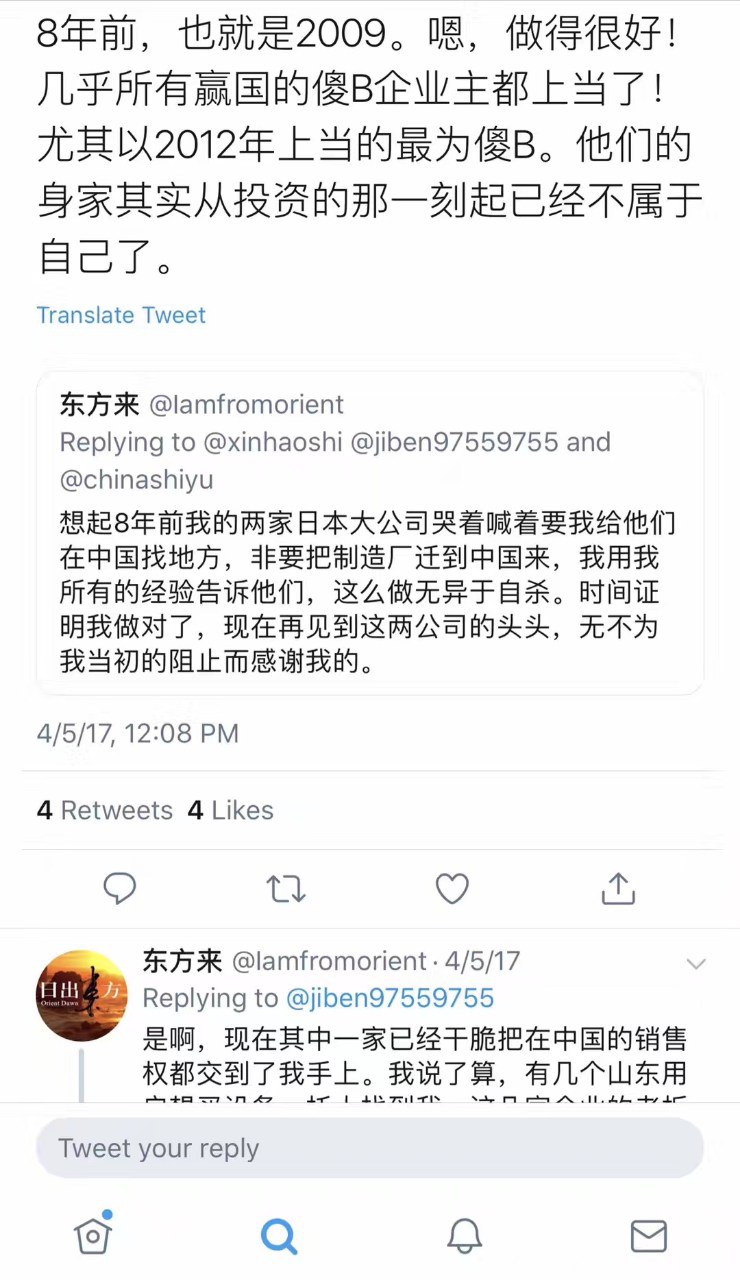 8年前，也就是2009。嗯，做得很好！
几乎所有赢国的傻B企业主都上当了！
尤其以2012年上当的最为傻B。他们的
身家其实从投资的那一刻起已经不属于
自己了。
Translate Tweet
东方来 @Iamfromorient
Replying to @xinhaoshi @jiben97559755 and
@chinashiyu
想起8年前我的两家日本大公司哭着喊着要我给他们
在中国找地方，非要把制造厂迁到中国来，我用我
所有的经验告诉他们，这么做无异于自杀。时间证
明我做对了，现在再见到这两公司的头头，无不为
我当初的阻止而感谢我的。
4/5/17, 12:08 PM
4 Retweets 4 Likes
东方来 @Iamfromorient · 4/5/17
日出东方
Orient Dawn
Replying to @jiben97559755
是啊，现在其中一家已经干脆把在中国的销售
权都交到了我手上。我说了算，有几个山东用
Tweet your reply